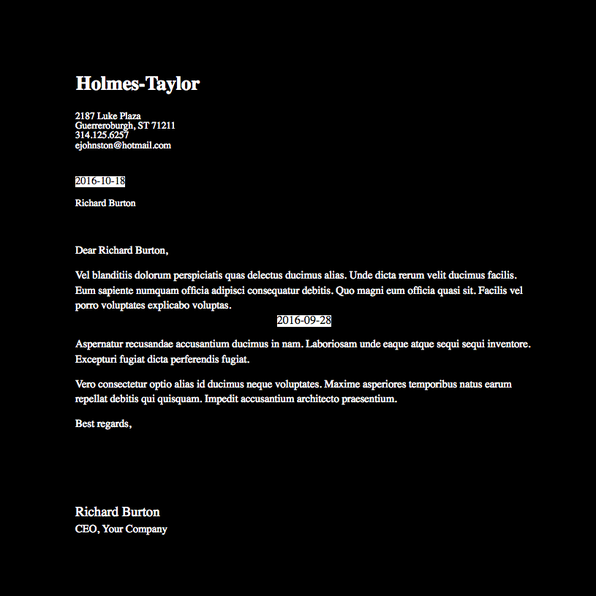 Holmes-Taylor
2187 Luke Plaza
Guerreroburgh, ST 71211
314.125.6257
ejohnston@hotmail.com
2016-10-18
Richard Burton
Dear Richard Burton,
Vel blanditiis dolorum perspiciatis quas delectus ducimus alias. Unde dicta rerum velit ducimus facilis.
Eum sapiente numquam officia adipisci consequatur debitis. Quo magni eum officia quasi sit. Facilis vel
porro voluptates explicabo voluptas.
2016-09-28
Aspernatur recusandae accusantium ducimus in nam. Laboriosam unde eaque atque sequi sequi inventore.
Excepturi fugiat dicta perferendis fugiat.
Vero consectetur optio alias id ducimus neque voluptates. Maxime asperiores temporibus natus earum
repellat debitis qui quisquam. Impedit accusantium architecto praesentium.
Best regards,
Richard Burton
CEO, Your Company